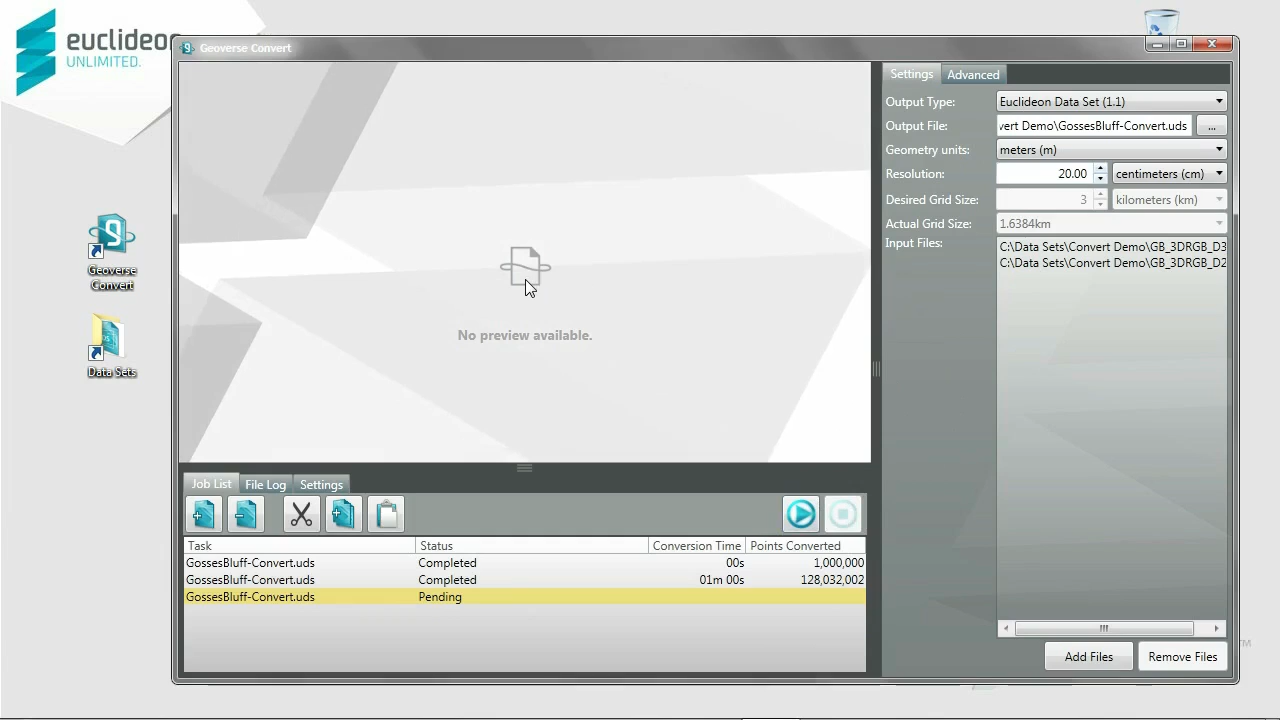 euclideon
UNLIMITED.
Geoverse Convert
Geoverse
Convert
Data Sets
No preview available.
Settings
Advanced
Output Type:
Euclideon Data Set (1.1)
Output File:
vert Demo\GossesBluff-Convert.uds
...
Geometry units:
meters (m)
Resolution:
20.00
centimeters (cm)
Desired Grid Size:
3
kilometers (km)
Actual Grid Size:
1.6384km
Input Files:
C:\Data Sets\Convert Demo\GB_3DRGB_D3
C:\Data Sets\Convert Demo\GB_3DRGB_D2
Add Files
Remove Files
Job List
File Log
Settings
Task
Status
Conversion Time
Points Converted
GossesBluff-Convert.uds
Completed
00s
1,000,000
GossesBluff-Convert.uds
Completed
01m 00s
128,032,002
GossesBluff-Convert.uds
Pending
TM